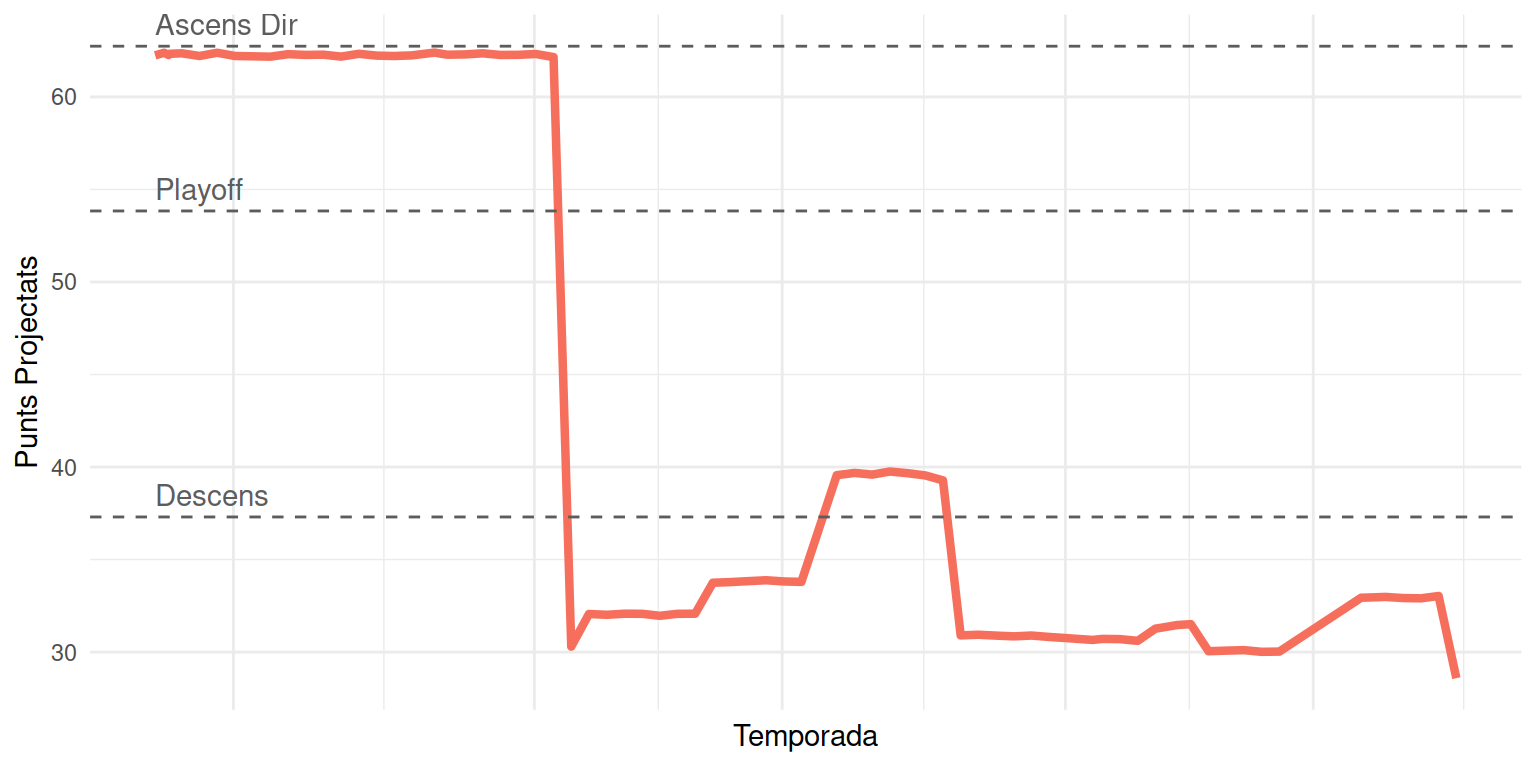 Ascens Dir
60
Playoff
50
40
Descens
30
Punts Projectats
Temporada